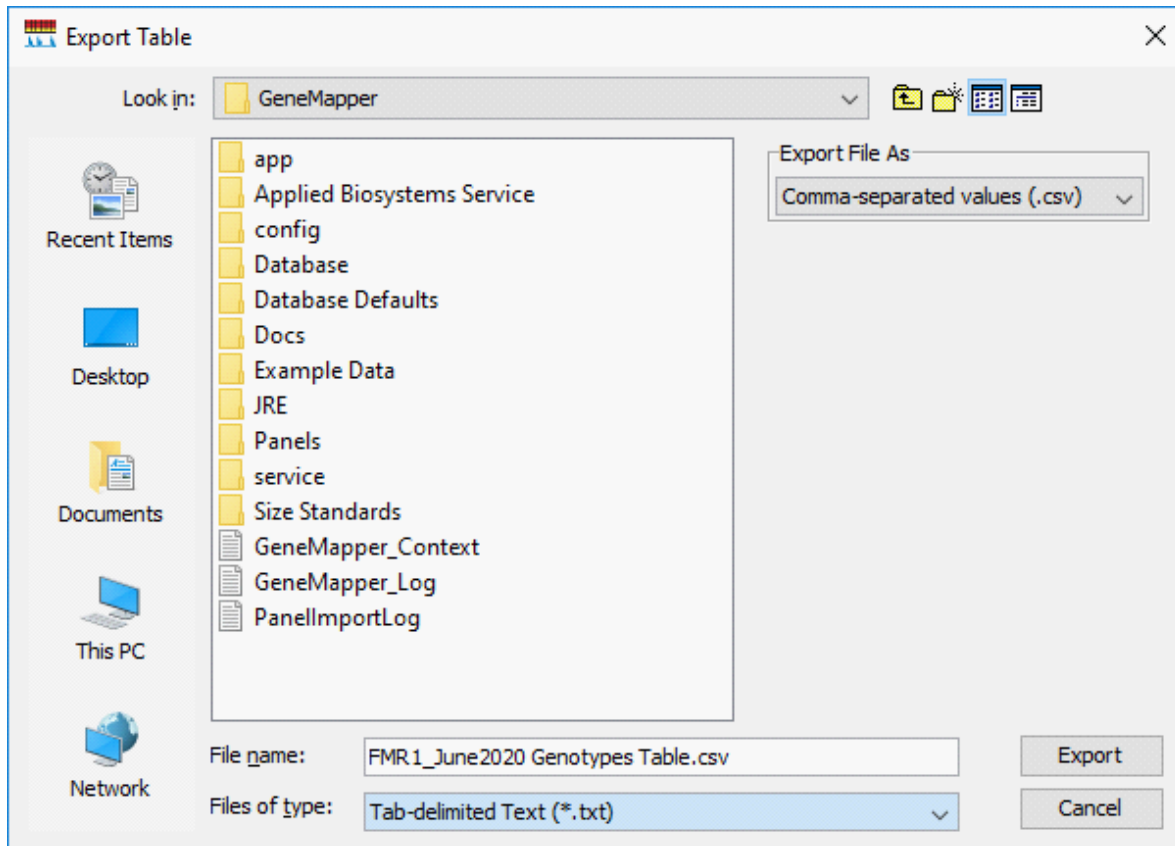 Export Table
Look in:
GeneMapper
Recent Items
Desktop
Documents
This PC
Network
app
Applied Biosystems Service
config
Database
Database Defaults
Docs
Example Data
JRE
Panels
service
Size Standards
GeneMapper_Context
GeneMapper_Log
PanelImportLog
Export File As
Comma-separated values (.csv)
File name:
FMR1_June2020 Genotypes Table.csv
Export
Files of type:
Tab-delimited Text (*.txt)
Cancel